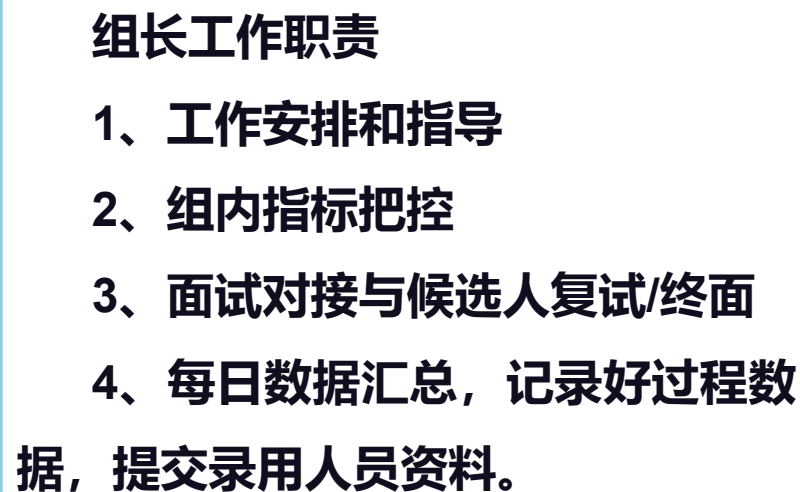 组长工作职责
1、工作安排和指导
2、组内指标把控
3、面试对接与候选人复试/终面
4、每日数据汇总，记录好过程数
据，提交录用人员资料。